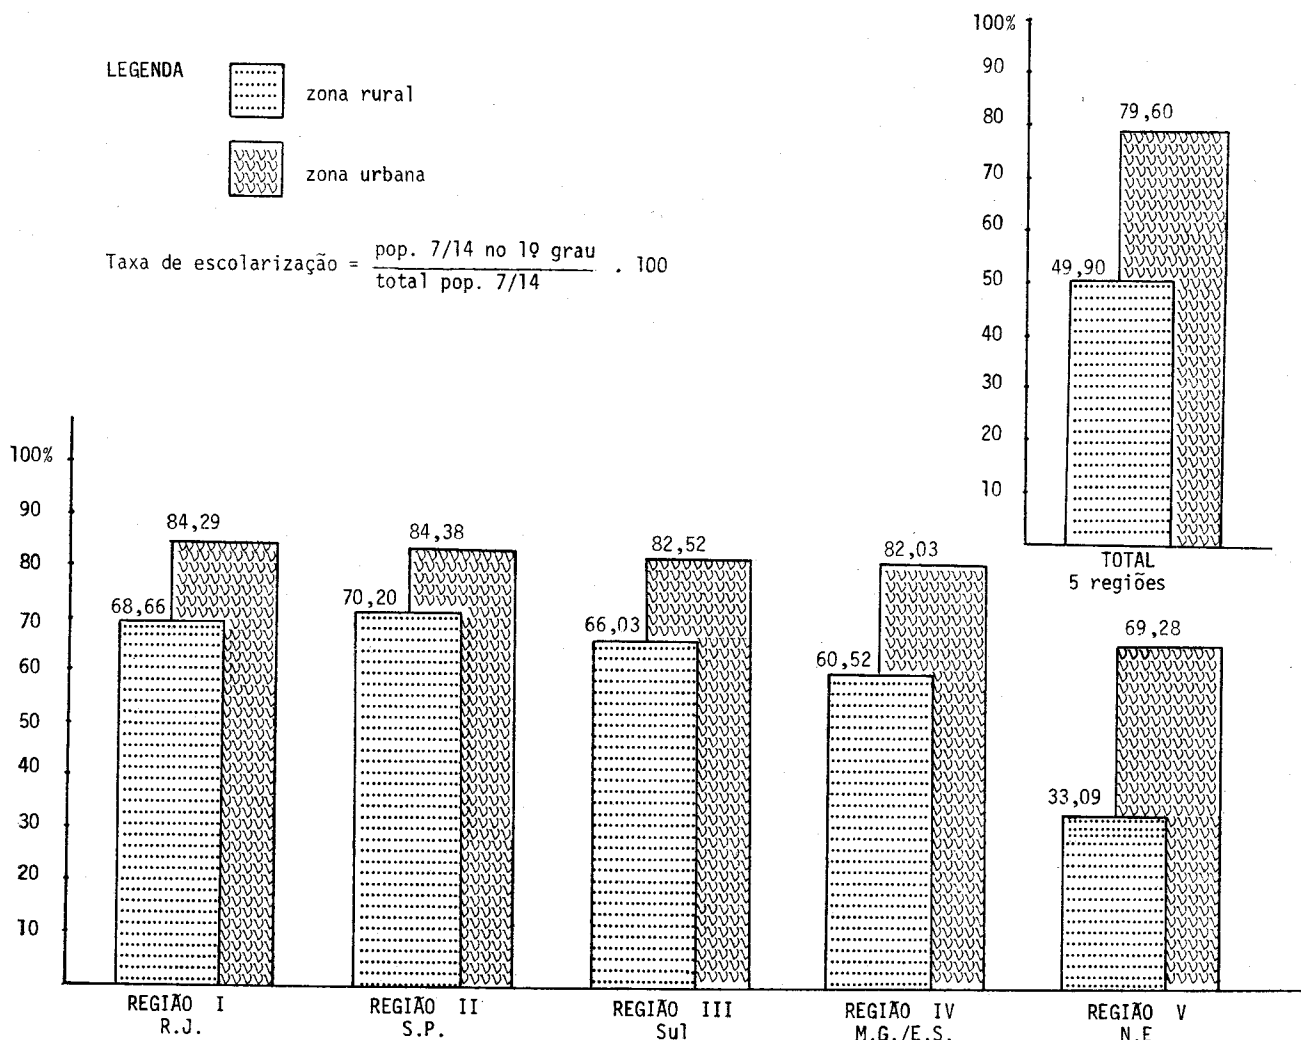 LEGENDA
zona rural
zona urbana
Taxa de escolarização = pop. 7/14 no 1º grau . 100
total pop. 7/14
100%
90
80
70
60
50
40
30
20
10
79,60
49,90
TOTAL
5 regiões
100%
90
80
70
60
50
40
30
20
10
84,29
68,66
84,38
70,20
82,52
66,03
82,03
60,52
69,28
33,09
REGIÃO I
R.J.
REGIÃO II
S.P.
REGIÃO III
Sul
REGIÃO IV
M.G./E.S.
REGIÃO V
N.E